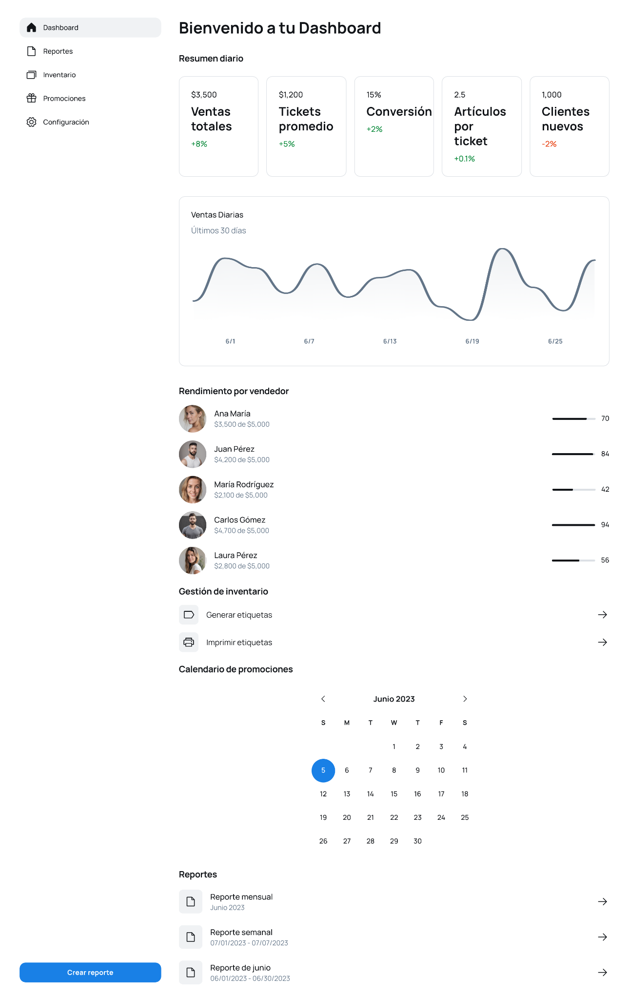 Dashboard
Reportes
Inventario
Promociones
Configuración
Crear reporte
Bienvenido a tu Dashboard
Resumen diario
$3,500
Ventas
totales
+8%
$1,200
Tickets
promedio
+5%
15%
Conversión
+2%
2.5
Artículos
por
ticket
+0.1%
1,000
Clientes
nuevos
-2%
Ventas Diarias
Últimos 30 días
6/1 6/7 6/13 6/19 6/25
Rendimiento por vendedor
Ana María
$3,500 de $5,000
70
Juan Pérez
$4,200 de $5,000
84
María Rodríguez
$2,100 de $5,000
42
Carlos Gómez
$4,700 de $5,000
94
Laura Pérez
$2,800 de $5,000
56
Gestión de inventario
Generar etiquetas
Imprimir etiquetas
Calendario de promociones
Junio 2023
S M T W T F S
1 2 3 4
5 6 7 8 9 10 11
12 13 14 15 16 17 18
19 20 21 22 23 24 25
26 27 28 29 30
Reportes
Reporte mensual
Junio 2023
Reporte semanal
07/01/2023 - 07/07/2023
Reporte de junio
06/01/2023 - 06/30/2023